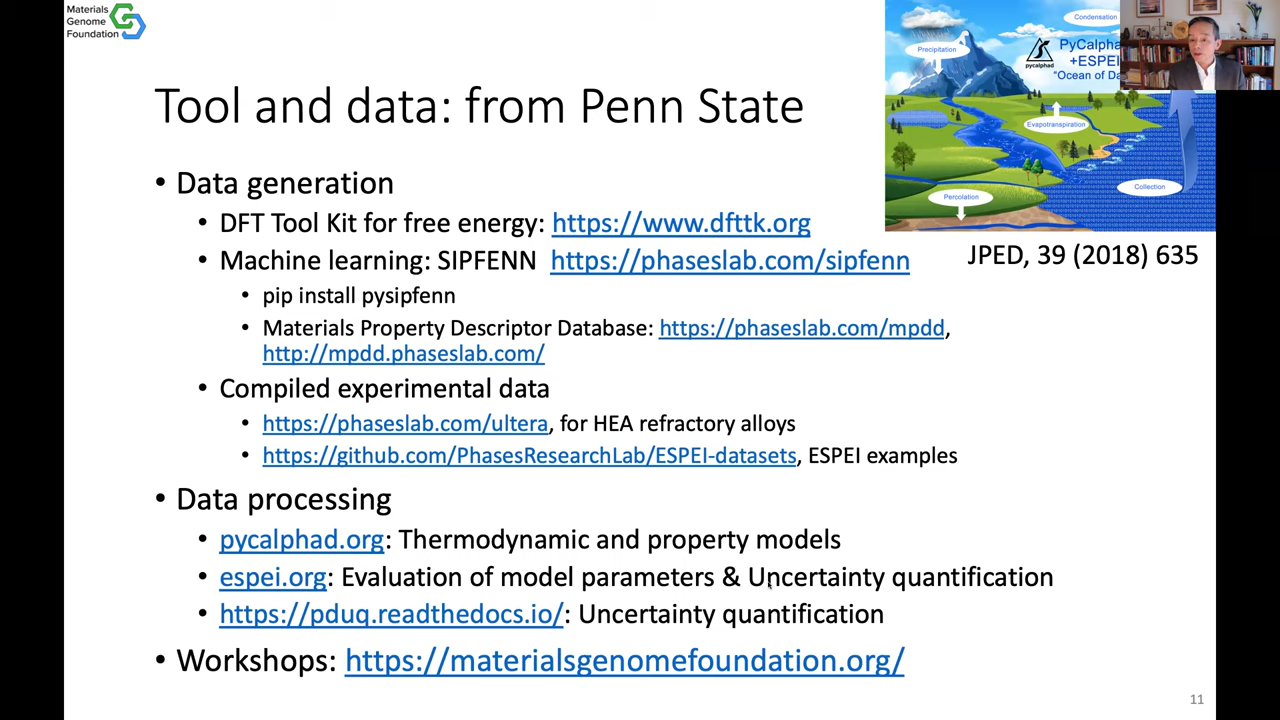 Materials
Genome
Foundation
Condensation
Precipitation
PyCalpha
+ESPEI
pycalphad
"Ocean of Da
Evapotranspiration
Collection
Percolation
Tool and data: from Penn State
JPED, 39 (2018) 635
• Data generation
• DFT Tool Kit for free energy: https://www.dfttk.org
• Machine learning: SIPFENN https://phaseslab.com/sipfenn
• pip install pysipfenn
• Materials Property Descriptor Database: https://phaseslab.com/mpdd,
http://mpdd.phaseslab.com/
• Compiled experimental data
• https://phaseslab.com/ultera, for HEA refractory alloys
• https://github.com/PhasesResearchLab/ESPEI-datasets, ESPEI examples
• Data processing
• pycalphad.org: Thermodynamic and property models
• espei.org: Evaluation of model parameters & Uncertainty quantification
• https://pduq.readthedocs.io/: Uncertainty quantification
• Workshops: https://materialsgenomefoundation.org/
11